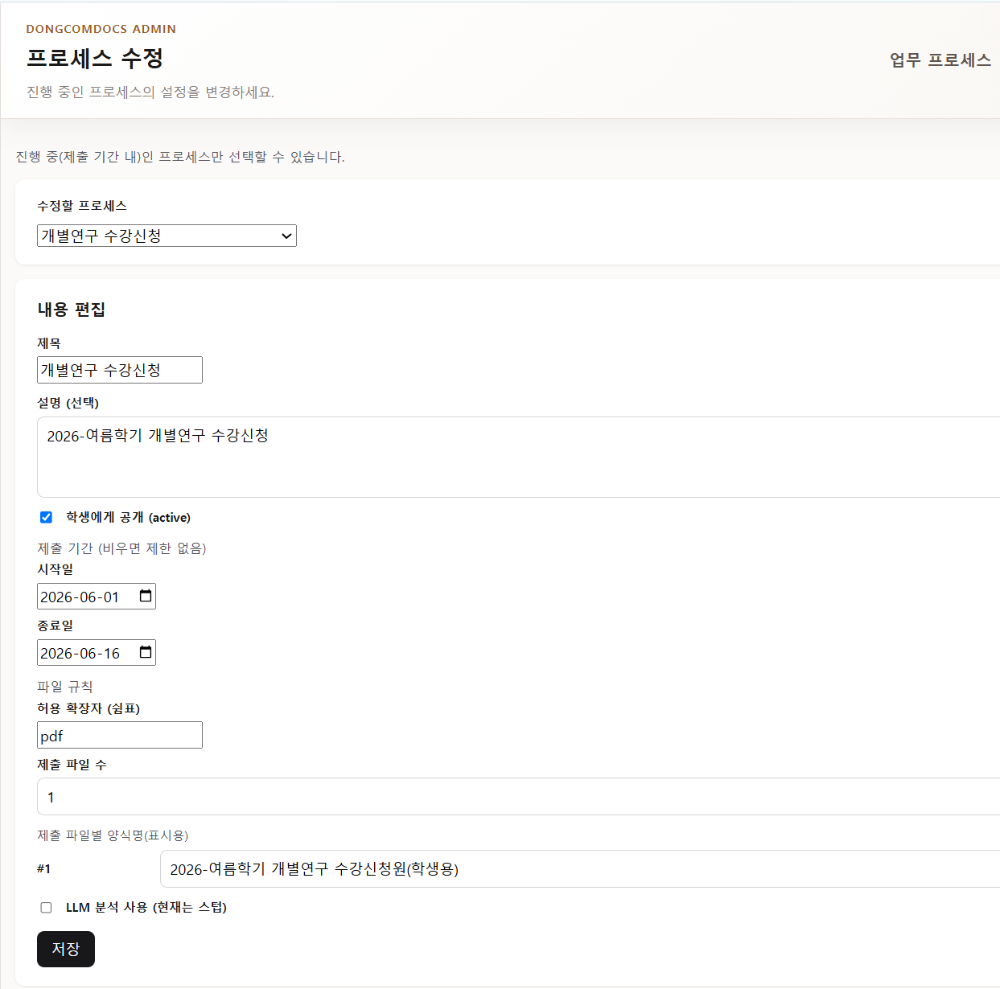 DONGCOMDOCS ADMIN
프로세스 수정
업무 프로세스
진행 중인 프로세스의 설정을 변경하세요.
진행 중(제출 기간 내)인 프로세스만 선택할 수 있습니다.
수정할 프로세스
개별연구 수강신청
내용 편집
제목
개별연구 수강신청
설명 (선택)
2026-여름학기 개별연구 수강신청
학생에게 공개 (active)
제출 기간 (비우면 제한 없음)
시작일
2026-06-01
종료일
2026-06-16
파일 규칙
허용 확장자 (쉼표)
pdf
제출 파일 수
1
제출 파일별 양식명(표시용)
#1 2026-여름학기 개별연구 수강신청원(학생용)
LLM 분석 사용 (현재는 스텁)
저장